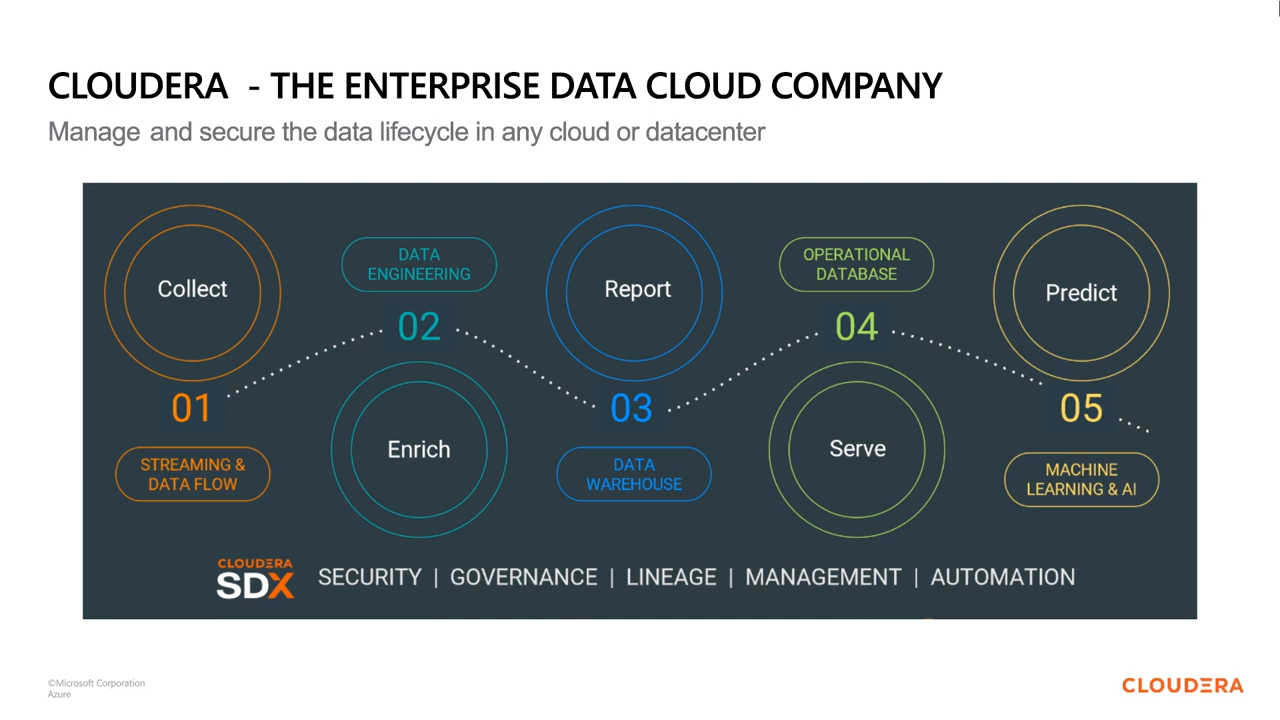 CLOUDERA - THE ENTERPRISE DATA CLOUD COMPANY
Manage and secure the data lifecycle in any cloud or datacenter
Collect
01
STREAMING &
DATA FLOW
DATA
ENGINEERING
02
Enrich
Report
03
DATA
WAREHOUSE
OPERATIONAL
DATABASE
04
Serve
Predict
05
MACHINE
LEARNING & AI
CLOUDERA
SDX
SECURITY | GOVERNANCE | LINEAGE | MANAGEMENT | AUTOMATION
©Microsoft Corporation
Azure
CLOUDERA